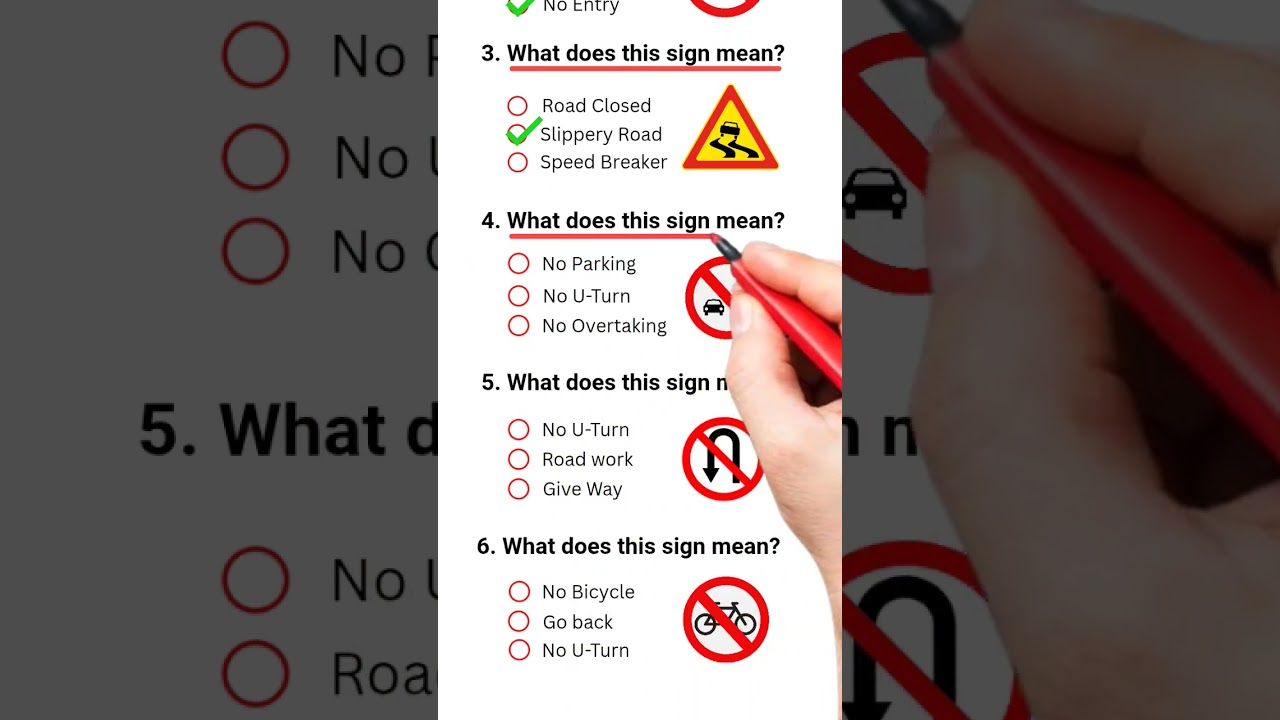 No Entry
3. What does this sign mean?
Road Closed
Slippery Road
Speed Breaker
4. What does this sign mean?
No Parking
No U-Turn
No Overtaking
5. What does this sign
No U-Turn
Road work
Give Way
6. What does this sign mean?
No Bicycle
Go back
No U-Turn
No
No
No
5. What
No